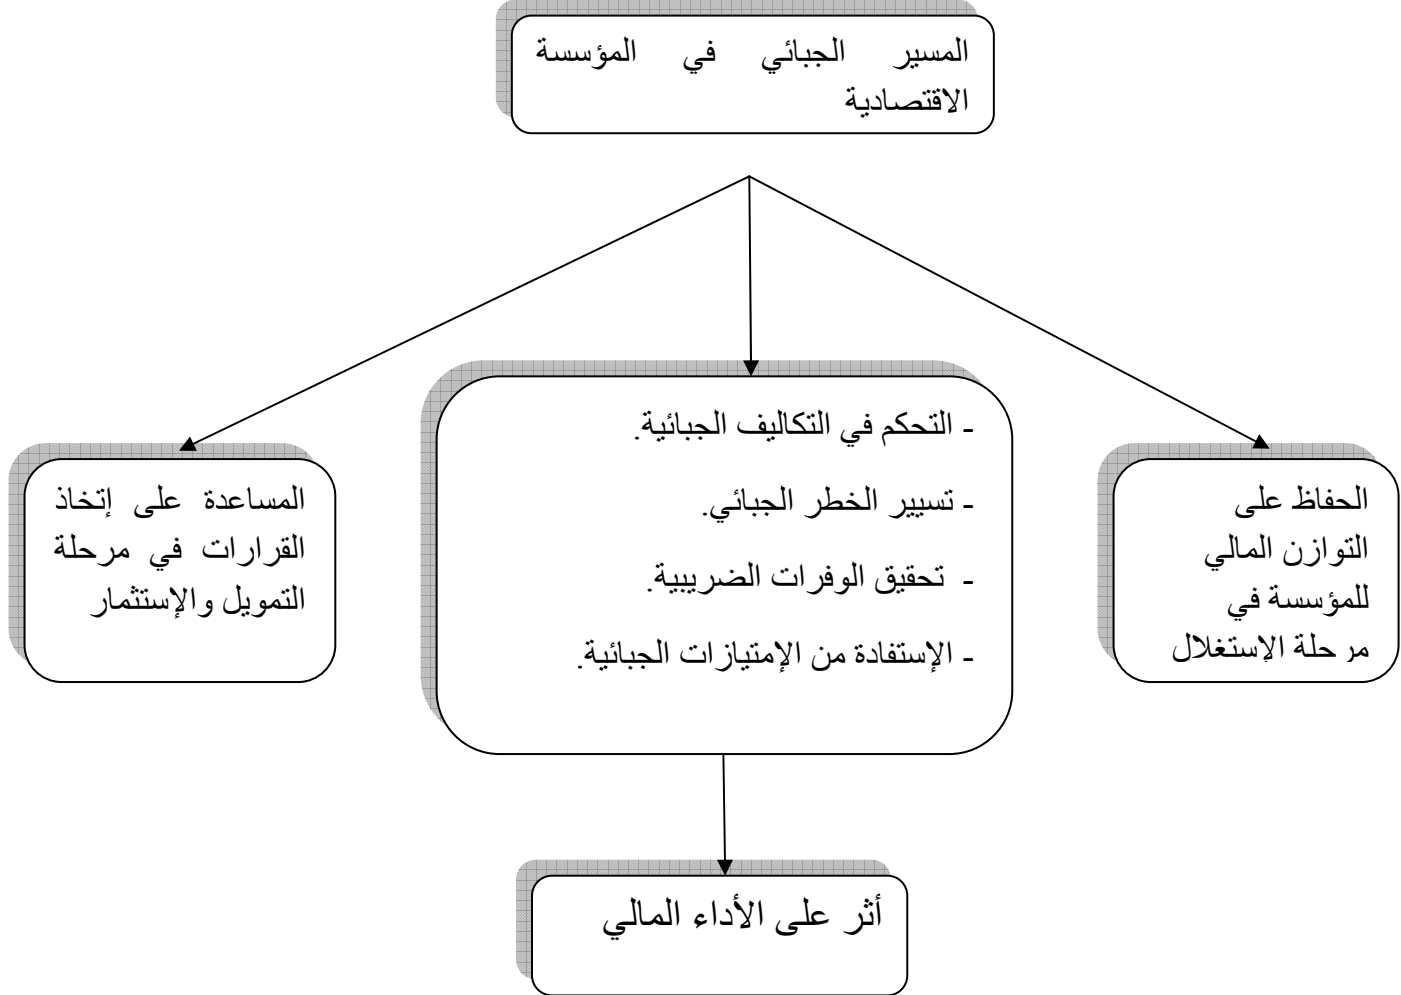 المسير الجبائي في المؤسسة
الاقتصادية
الحفاظ على
التوازن المالي
للمؤسسة في
مرحلة الإستغلال
- التحكم في التكاليف الجبائية.
- تسيير الخطر الجبائي.
- تحقيق الوفرات الضريبية.
- الإستفادة من الإمتيازات الجبائية.
المساعدة على إتخاذ
القرارات في مرحلة
التمويل والإستثمار
أثر على الأداء المالي